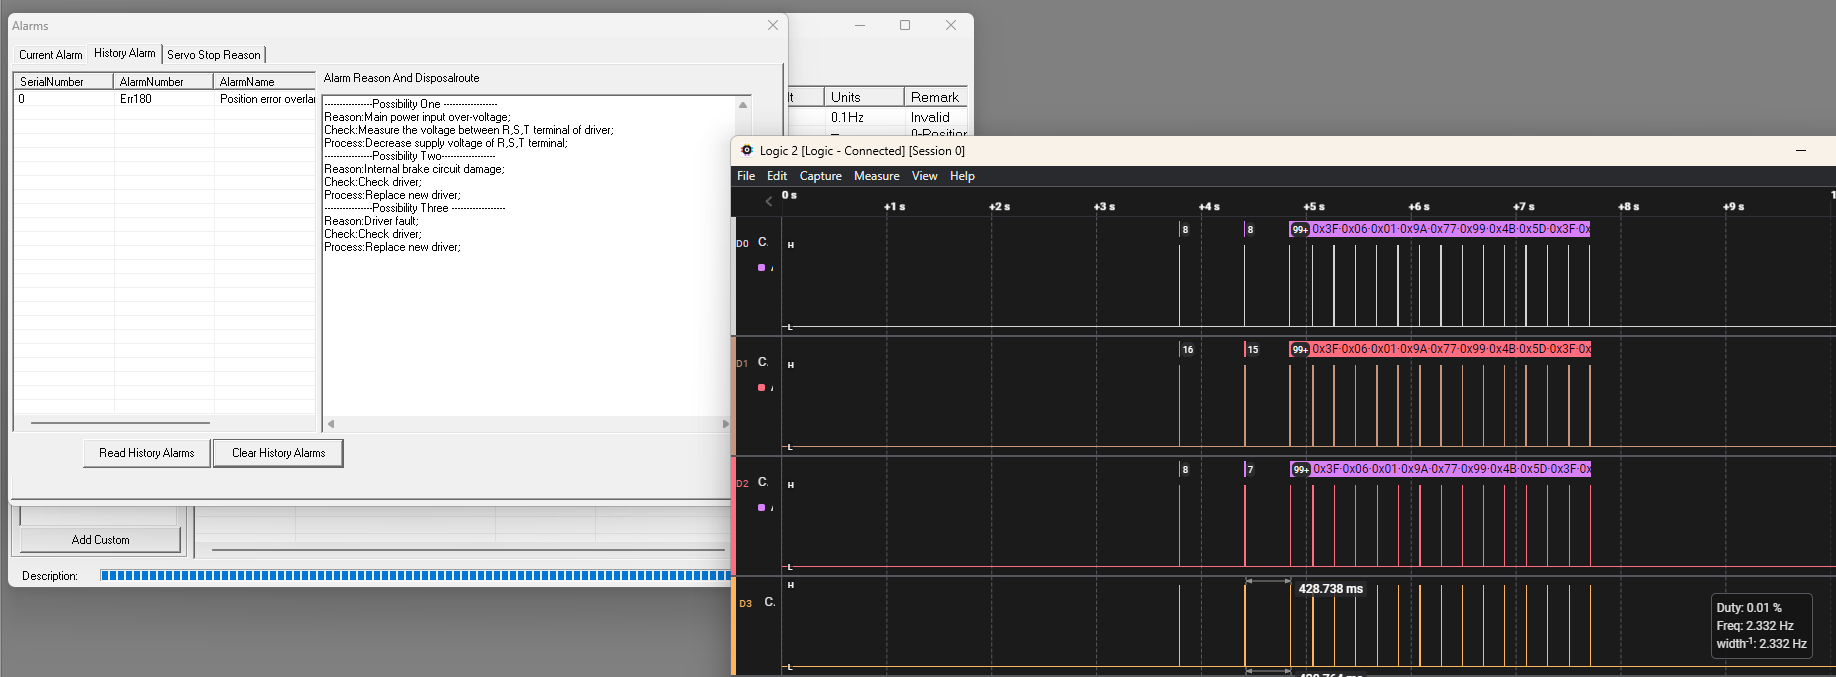 Alarms
Current Alarm History Alarm Servo Stop Reason
SerialNumber AlarmNumber AlarmName
0 Err180 Position error overla
Alarm Reason And Disposalroute
----------------Possibility One ------------------
Reason:Main power input over-voltage;
Check:Measure the voltage between R,S,T terminal of driver;
Process:Decrease supply voltage of R,S,T terminal;
----------------Possibility Two------------------
Reason:Internal brake circuit damage;
Check:Check driver;
Process:Replace new driver;
----------------Possibility Three ------------------
Reason:Driver fault;
Check:Check driver;
Process:Replace new driver;
Read History Alarms Clear History Alarms
Add Custom
Description:
lt Units Remark
0.1Hz Invalid
– 0-Position
Logic 2 [Logic - Connected] [Session 0]
File Edit Capture Measure View Help
0 s
+1 s +2 s +3 s +4 s +5 s +6 s +7 s +8 s +9 s
D0 C. H 8 8 99+ 0x3F·0x06·0x01·0x9A·0x77·0x99·0x4B·0x5D·0x3F·0x
L
D1 C. H 16 15 99+ 0x3F·0x06·0x01·0x9A·0x77·0x99·0x4B·0x5D·0x3F·0x
L
D2 C. H 8 7 99+ 0x3F·0x06·0x01·0x9A·0x77·0x99·0x4B·0x5D·0x3F·0x
L
D3 C. H 428.738 ms
L
Duty: 0.01 %
Freq: 2.332 Hz
width-1: 2.332 Hz